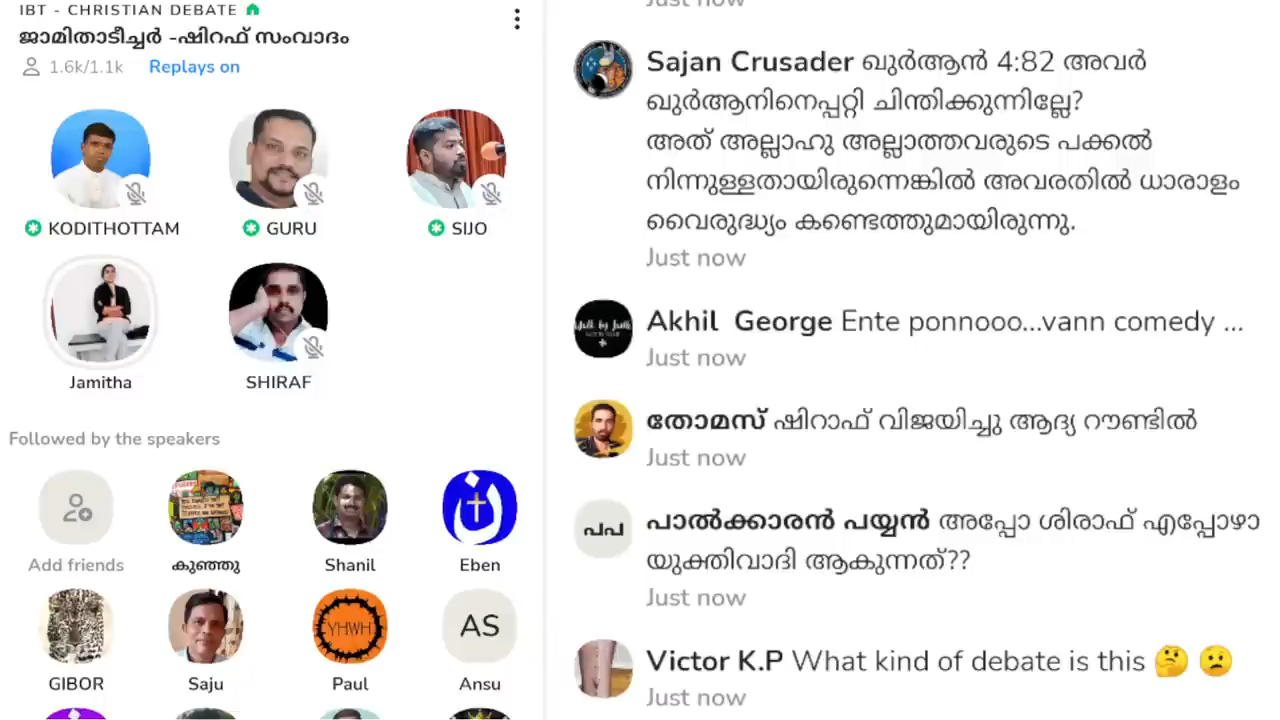 IBT - CHRISTIAN DEBATE
ജാമിതാടീച്ചർ -ഷിറഫ് സംവാദം
1.6k/1.1k Replays on
KODITHOTTAM GURU SIJO
Jamitha SHIRAF
Followed by the speakers
Add friends കുഞ്ഞു Shanil Eben
YHWH AS
GIBOR Saju Paul Ansu
Just now
Sajan Crusader ഖുർആൻ 4:82 അവർ
ഖുർആനിനെപ്പറ്റി ചിന്തിക്കുന്നില്ലേ?
അത് അല്ലാഹു അല്ലാത്തവരുടെ പക്കൽ
നിന്നുള്ളതായിരുന്നെങ്കിൽ അവരതിൽ ധാരാളം
വൈരുദ്ധ്യം കണ്ടെത്തുമായിരുന്നു.
Just now
Akhil George Ente ponnooo...vann comedy ...
Just now
തോമസ് ഷിറാഫ് വിജയിച്ചു ആദ്യ റൗണ്ടിൽ
Just now
പപ
പാൽക്കാരൻ പയ്യൻ അപ്പോ ശിരാഫ് എപ്പോഴാ
യുക്തിവാദി ആകുന്നത്??
Just now
Victor K.P What kind of debate is this 🤔 😟
Just now